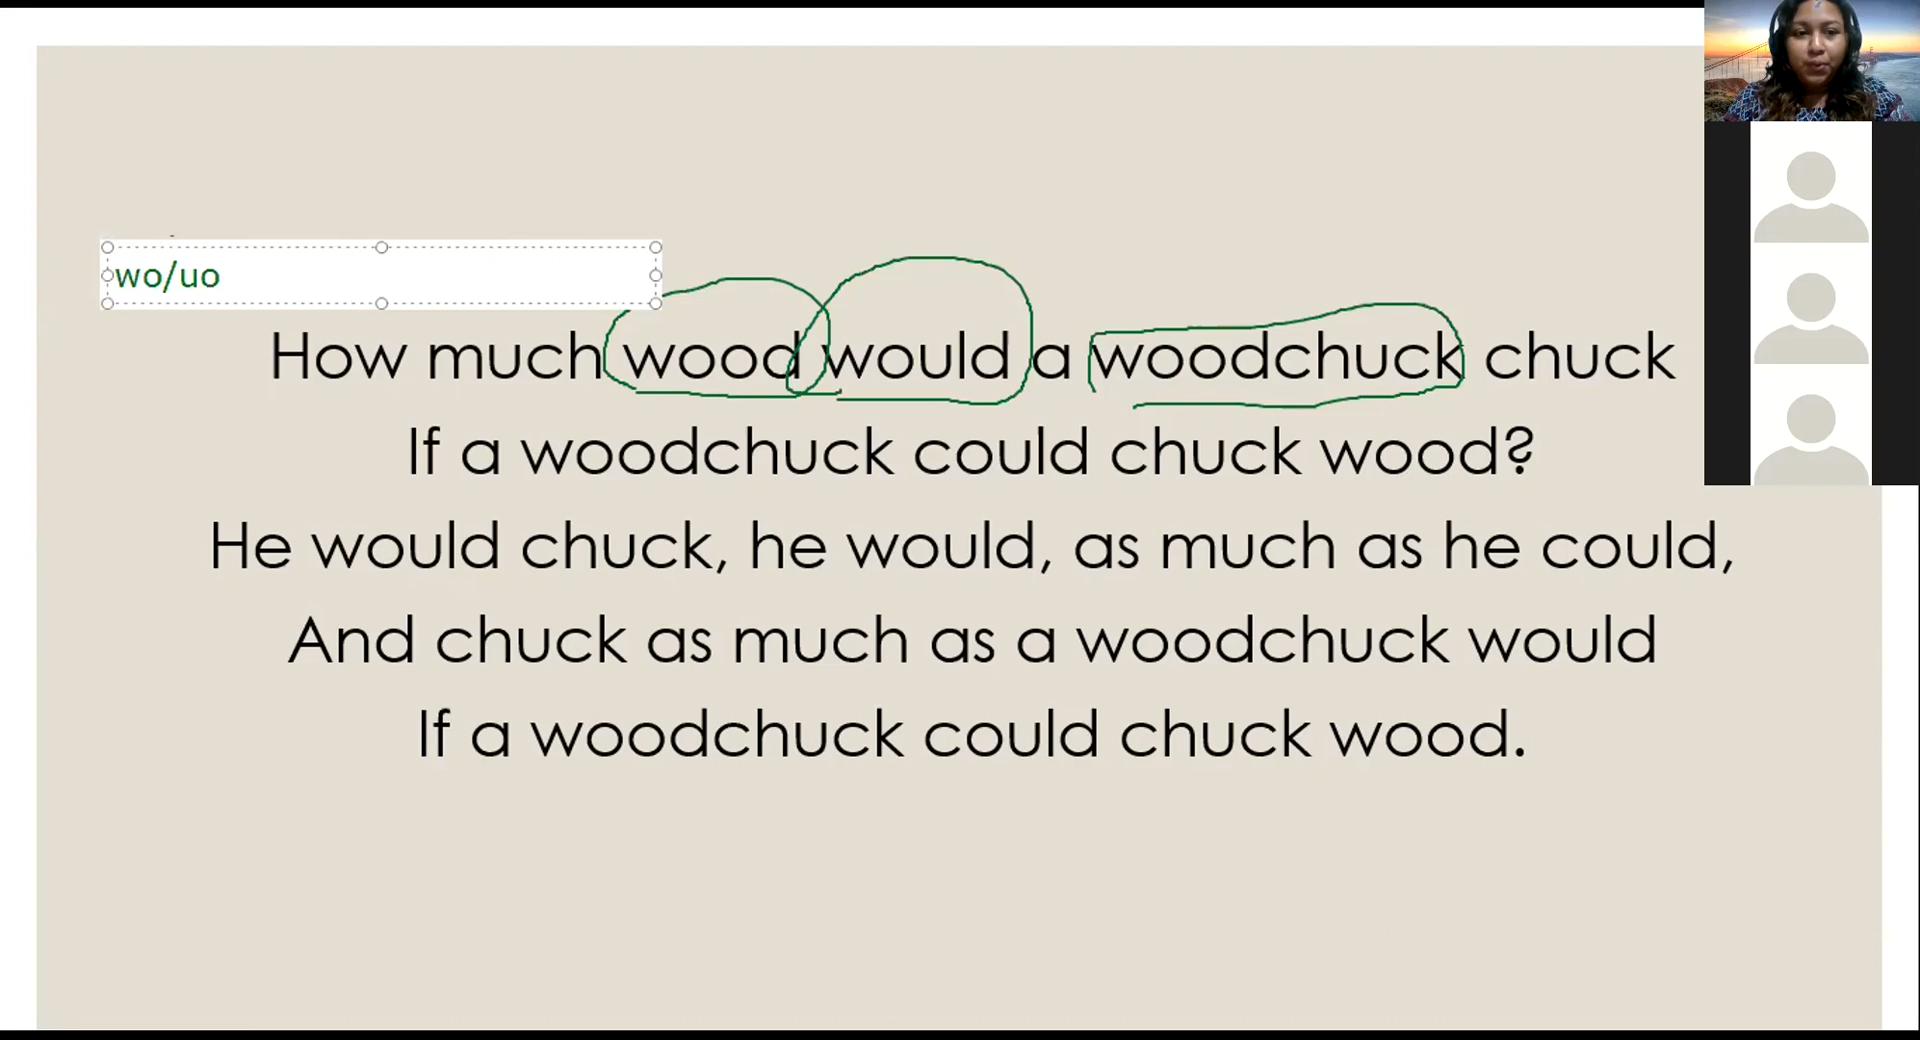 wo/uo
How much wood would a woodchuck chuck
If a woodchuck could chuck wood?
He would chuck, he would, as much as he could,
And chuck as much as a woodchuck would
If a woodchuck could chuck wood.